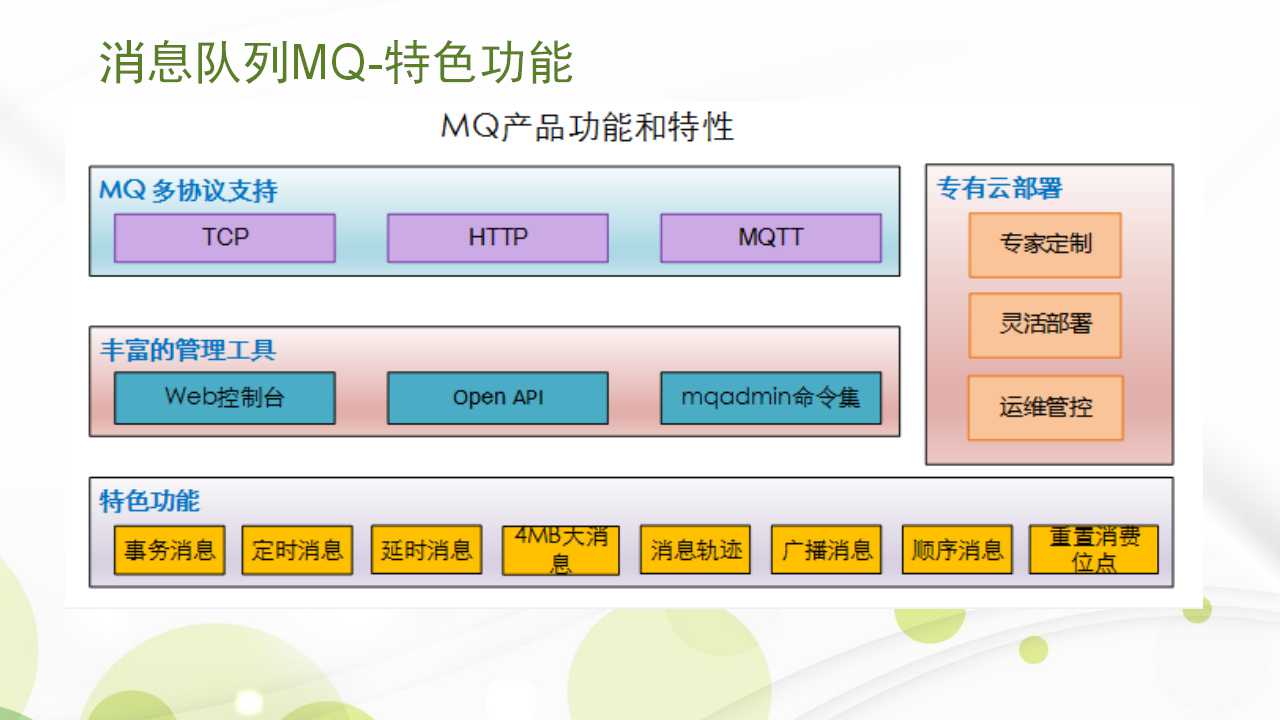 消息队列MQ-特色功能
MQ产品功能和特性
MQ 多协议支持
TCP
HTTP
MQTT
丰富的管理工具
Web控制台
Open API
mqadmin命令集
专有云部署
专家定制
灵活部署
运维管控
特色功能
事务消息
定时消息
延时消息
4MB大消
息
消息轨迹
广播消息
顺序消息
重置消费
位点